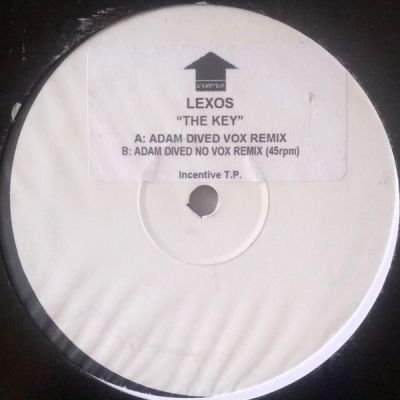 LEXOS
"THE KEY"
A: ADAM DIVED VOX REMIX
B: ADAM DIVED NO VOX REMIX (45rpm)
Incentive T.P.